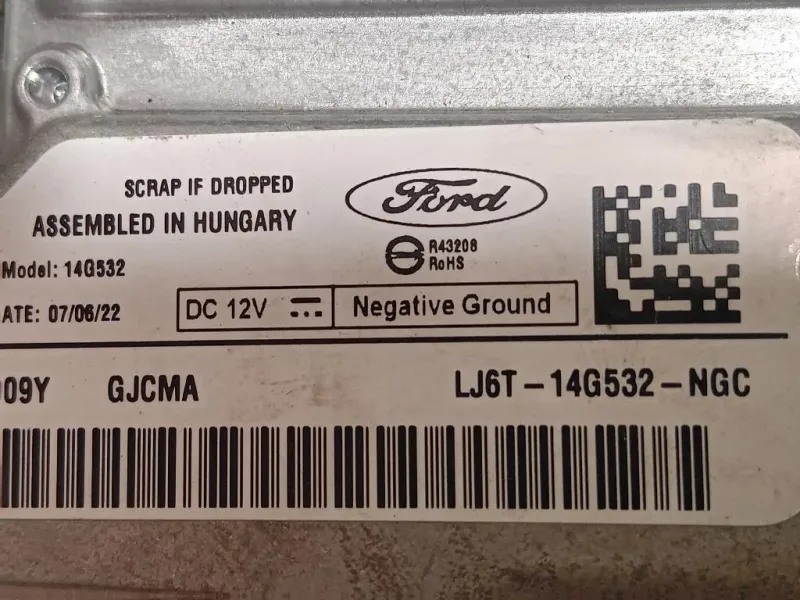 SCRAP IF DROPPED
ASSEMBLED IN HUNGARY
Ford
R43208
RoHS
Model: 14G532
ATE: 07/06/22
DC 12V
Negative Ground
009Y GJCMA LJ6T-14G532-NGC